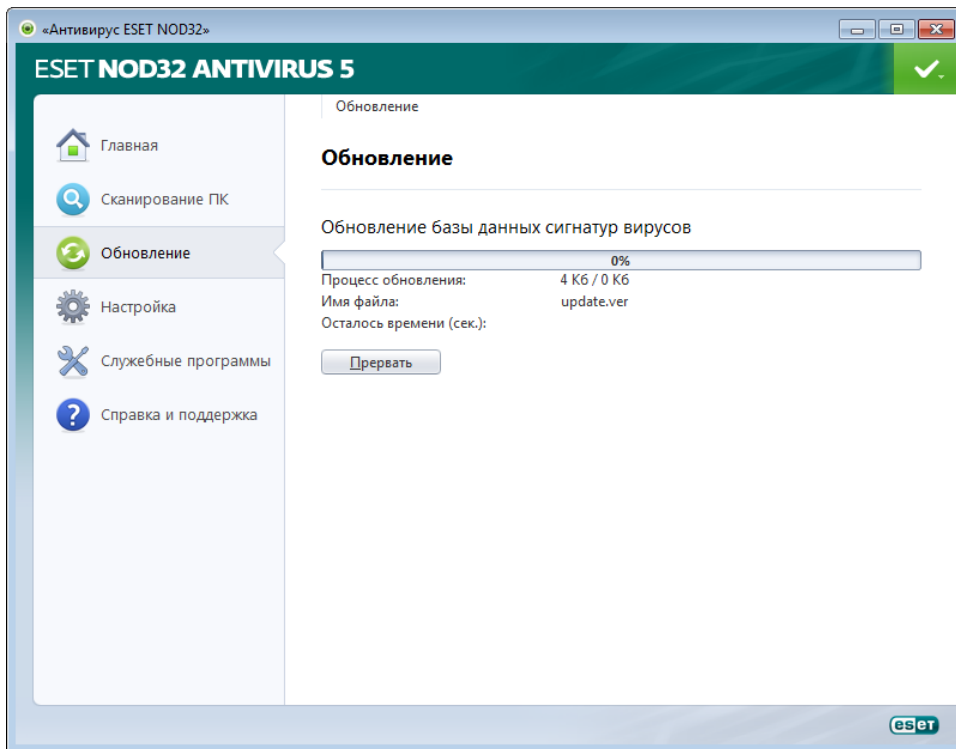 «Антивирус ESET NOD32»
ESET NOD32 ANTIVIRUS 5
Главная
Сканирование ПК
Обновление
Настройка
Служебные программы
Справка и поддержка
Обновление
Обновление
Обновление базы данных сигнатур вирусов
0%
Процесс обновления: 4 Кб / 0 Кб
Имя файла: update.ver
Осталось времени (сек.):
Прервать
eseT